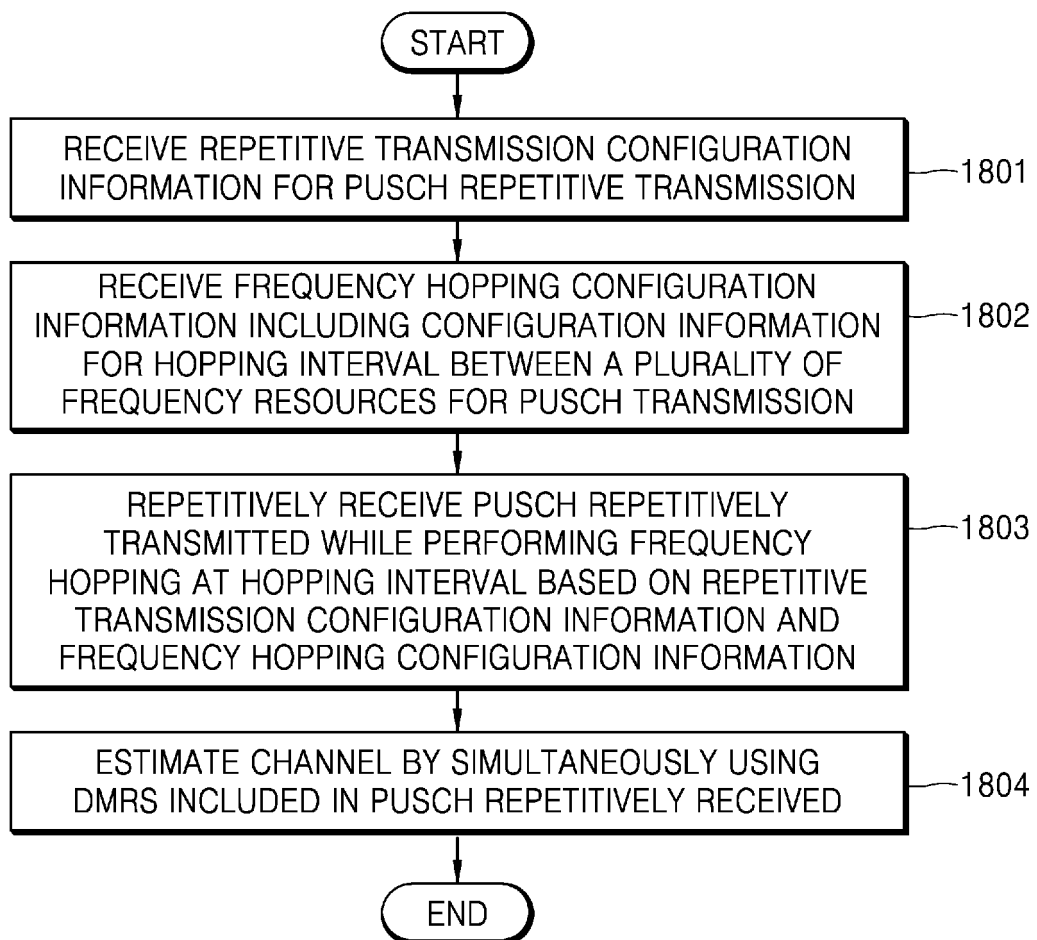 START
RECEIVE REPETITIVE TRANSMISSION CONFIGURATION
INFORMATION FOR PUSCH REPETITIVE TRANSMISSION
1801
RECEIVE FREQUENCY HOPPING CONFIGURATION
INFORMATION INCLUDING CONFIGURATION INFORMATION
FOR HOPPING INTERVAL BETWEEN A PLURALITY OF
FREQUENCY RESOURCES FOR PUSCH TRANSMISSION
1802
REPETITIVELY RECEIVE PUSCH REPETITIVELY
TRANSMITTED WHILE PERFORMING FREQUENCY
HOPPING AT HOPPING INTERVAL BASED ON REPETITIVE
TRANSMISSION CONFIGURATION INFORMATION AND
FREQUENCY HOPPING CONFIGURATION INFORMATION
1803
ESTIMATE CHANNEL BY SIMULTANEOUSLY USING
DMRS INCLUDED IN PUSCH REPETITIVELY RECEIVED
1804
END